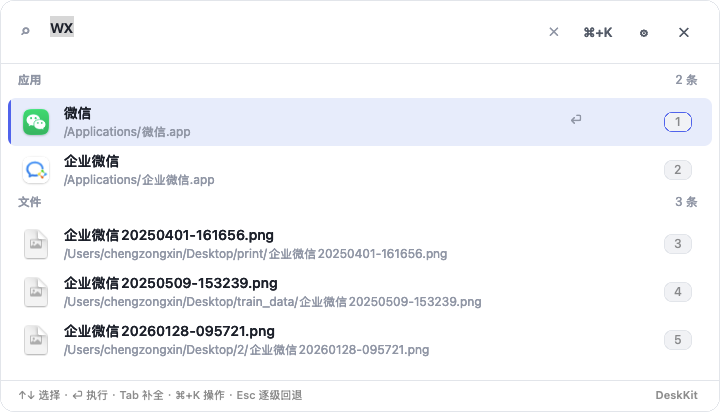 WX ⌘+K
应用 2 条
微信
/Applications/微信.app 1
企业微信
/Applications/企业微信.app 2
文件 3 条
企业微信20250401-161656.png
/Users/chengzongxin/Desktop/print/企业微信20250401-161656.png 3
企业微信20250509-153239.png
/Users/chengzongxin/Desktop/train_data/企业微信20250509-153239.png 4
企业微信20260128-095721.png
/Users/chengzongxin/Desktop/2/企业微信20260128-095721.png 5
↑↓ 选择 · ⏎ 执行 · Tab 补全 · ⌘+K 操作 · Esc 逐级回退 DeskKit